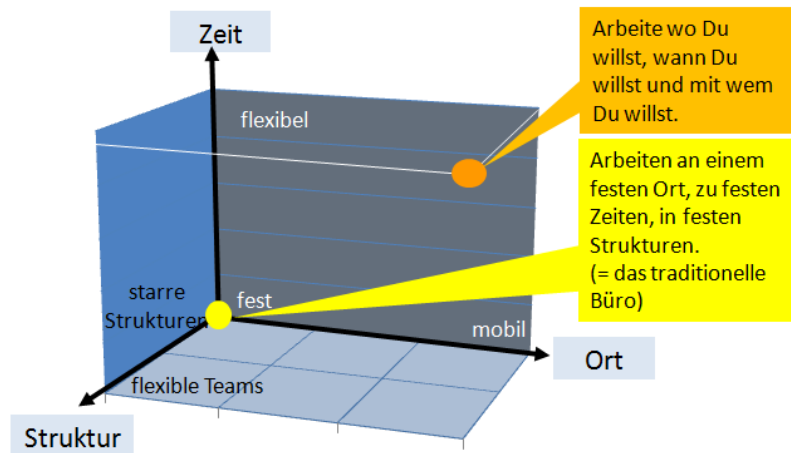 Zeit
Arbeite wo Du
willst, wann Du
willst und mit wem
Du willst.
flexibel
Arbeiten an einem
festen Ort, zu festen
Zeiten, in festen
Strukturen.
(= das traditionelle
Büro)
starre
Strukturen
fest
mobil
Ort
flexible Teams
Struktur